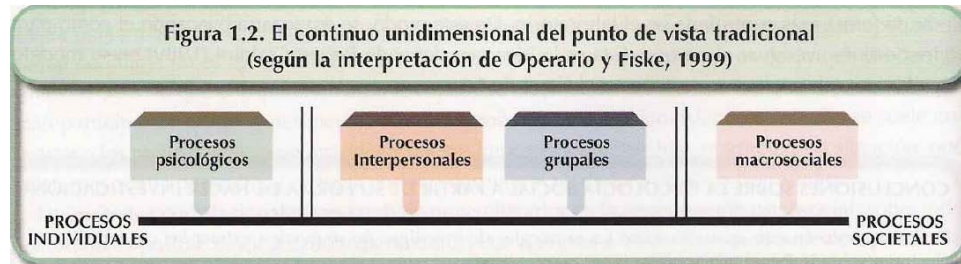 Figura 1.2. El continuo unidimensional del punto de vista tradicional
(según la interpretación de Operario y Fiske, 1999)
Procesos
psicológicos
Procesos
Interpersonales
Procesos
grupales
Procesos
macrosociales
PROCESOS
INDIVIDUALES
PROCESOS
SOCIETALES